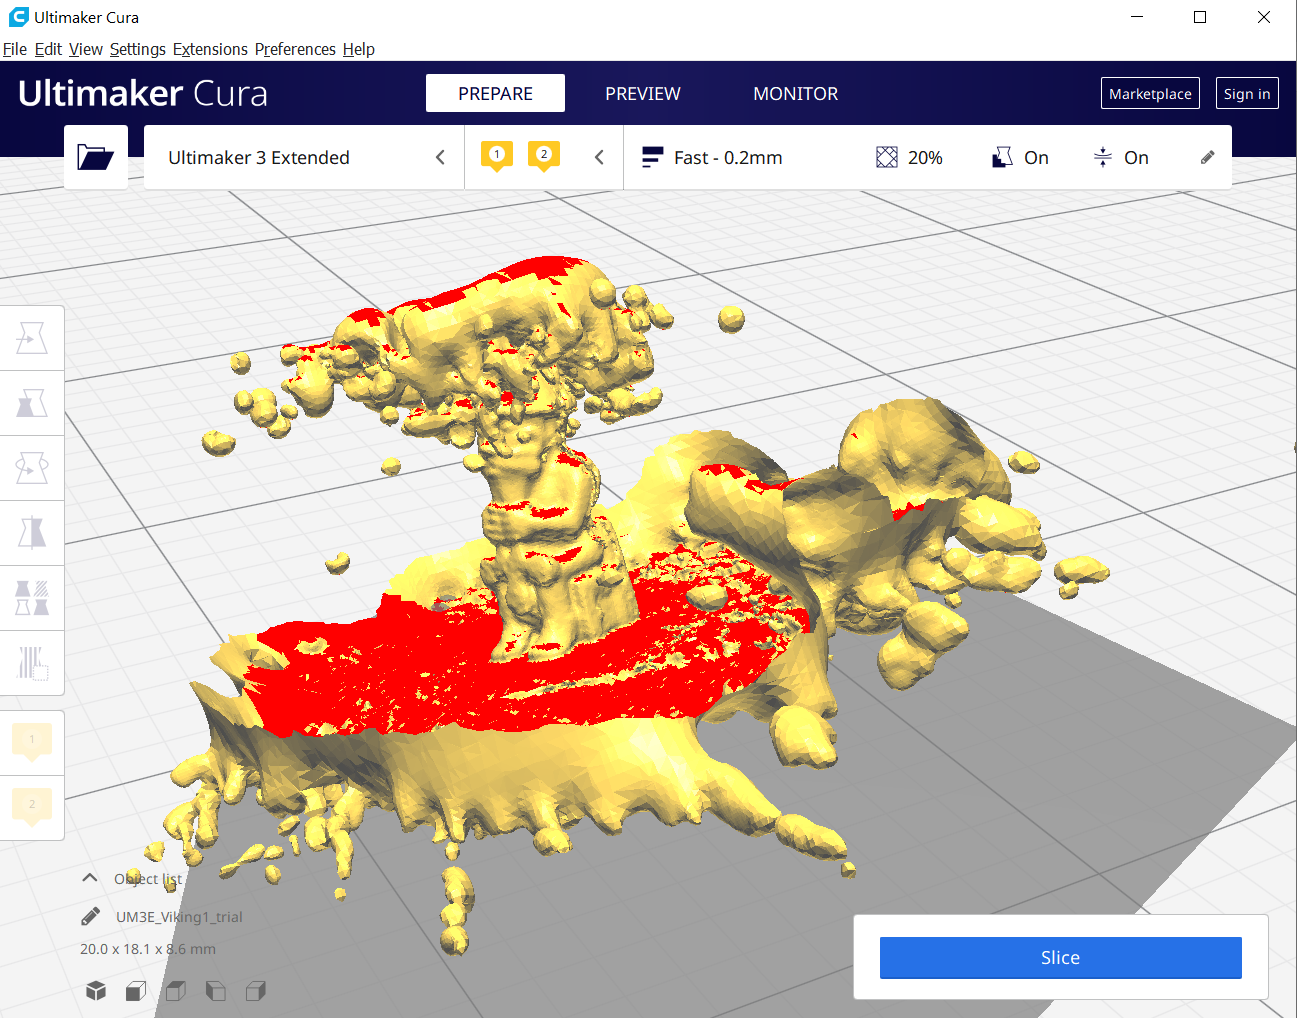 Ultimaker Cura
File Edit View Settings Extensions Preferences Help
Ultimaker Cura PREPARE PREVIEW MONITOR Marketplace Sign in
Ultimaker 3 Extended 1 2 Fast - 0.2mm 20% On On
1
2
Object list
UM3E_Viking1_trial
20.0 x 18.1 x 8.6 mm
Slice